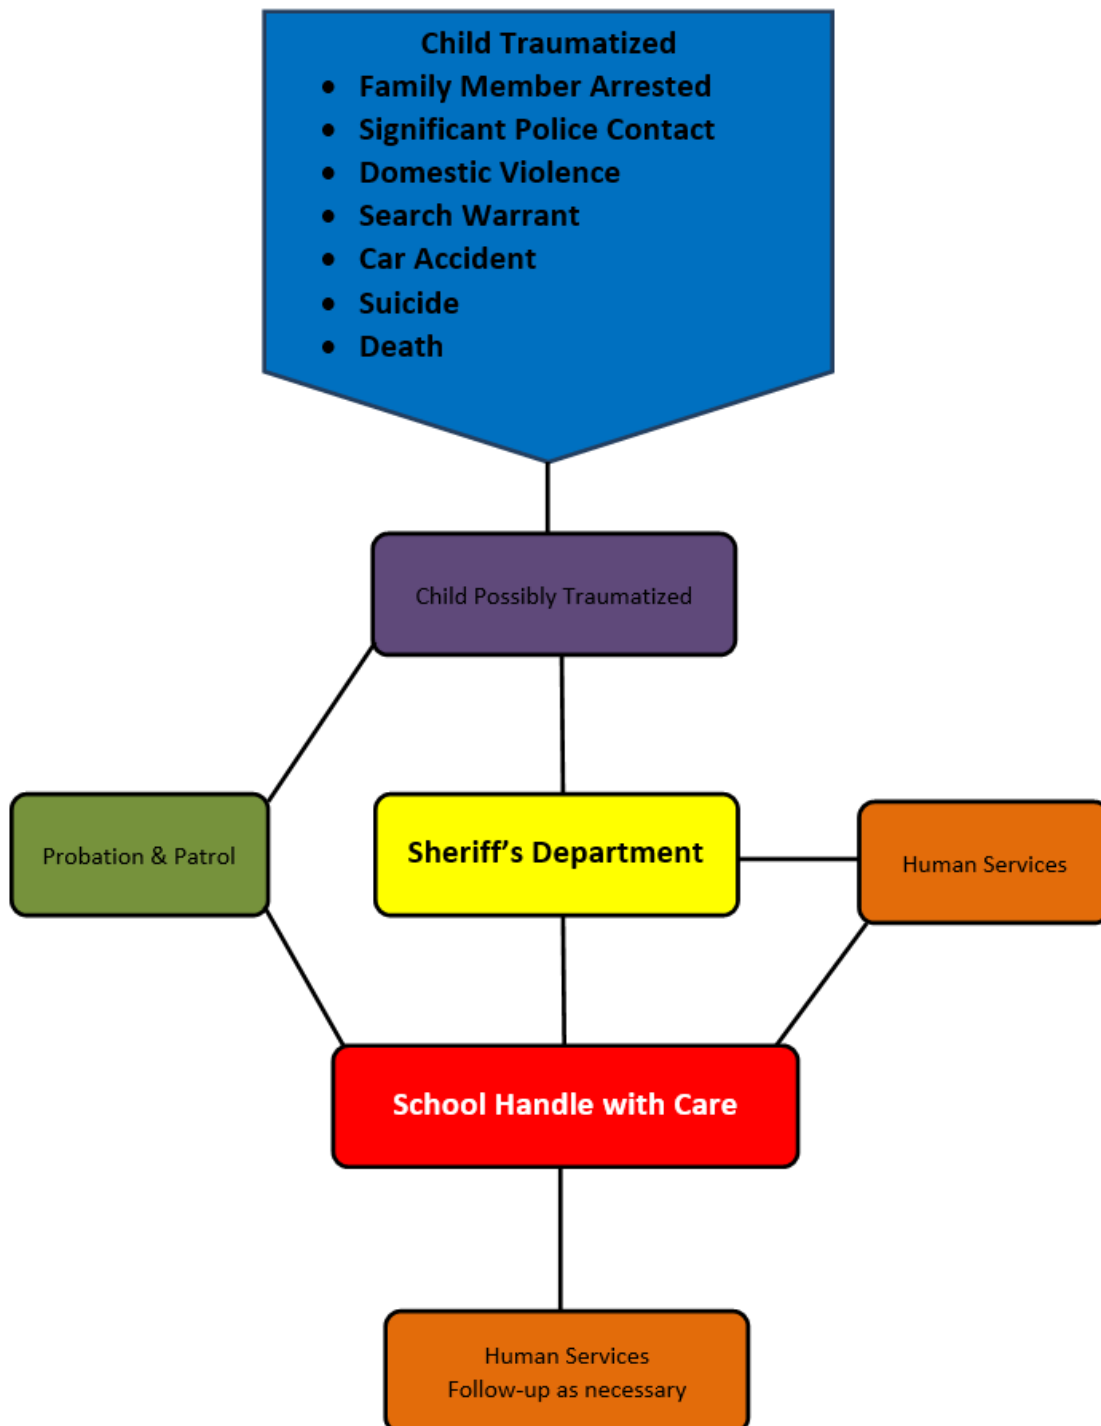 Child Traumatized
• Family Member Arrested
• Significant Police Contact
• Domestic Violence
• Search Warrant
• Car Accident
• Suicide
• Death
Child Possibly Traumatized
Probation & Patrol
Sheriff’s Department
Human Services
School Handle with Care
Human Services
Follow-up as necessary